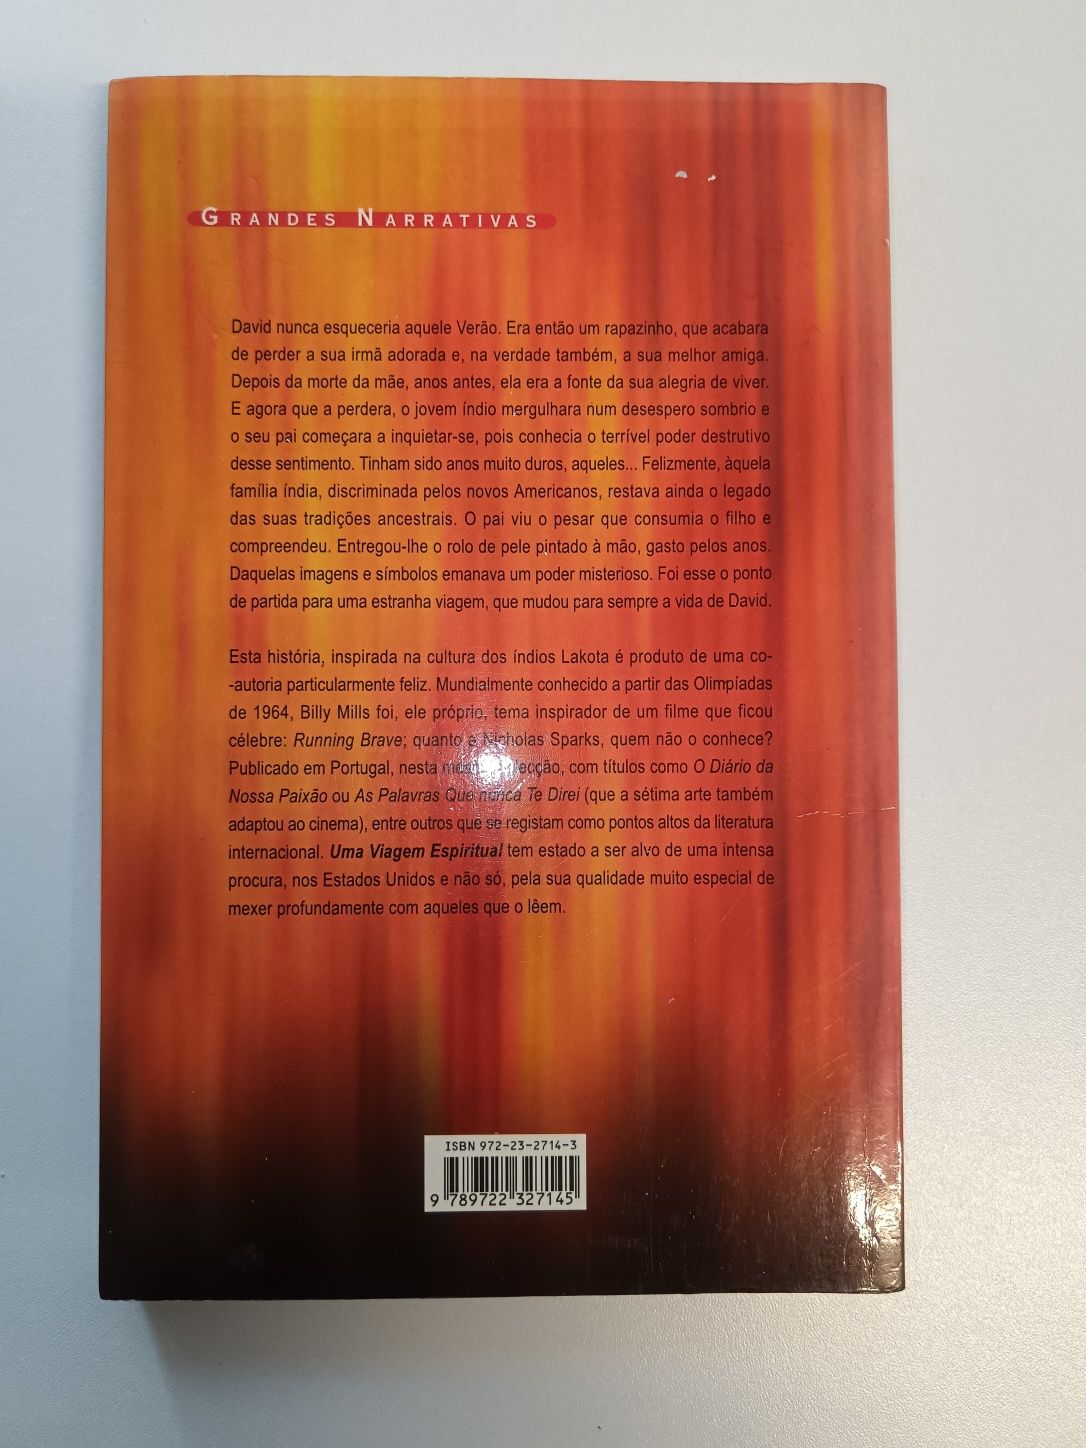 GRANDES NARRATIVAS
David nunca esqueceria aquele Verão. Era então um rapazinho, que acabara
de perder a sua irmã adorada e, na verdade também, a sua melhor amiga.
Depois da morte da mãe, anos antes, ela era a fonte da sua alegria de viver.
E agora que a perdera, o jovem índio mergulhara num desespero sombrio e
o seu pai começara a inquietar-se, pois conhecia o terrível poder destrutivo
desse sentimento. Tinham sido anos muito duros, aqueles... Felizmente, àquela
família índia, discriminada pelos novos Americanos, restava ainda o legado
das suas tradições ancestrais. O pai viu o pesar que consumia o filho e
compreendeu. Entregou-lhe o rolo de pele pintado à mão, gasto pelos anos.
Daquelas imagens e símbolos emanava um poder misterioso. Foi esse o ponto
de partida para uma estranha viagem, que mudou para sempre a vida de David.
Esta história, inspirada na cultura dos índios Lakota é produto de uma co-
-autoria particularmente feliz. Mundialmente conhecido a partir das Olimpíadas
de 1964, Billy Mills foi, ele próprio, tema inspirador de um filme que ficou
célebre: Running Brave; quanto a Nicholas Sparks, quem não o conhece?
Publicado em Portugal, nesta colecção, com títulos como O Diário da
Nossa Paixão ou As Palavras Que nunca Te Direi (que a sétima arte também
adaptou ao cinema), entre outros que se registam como pontos altos da literatura
internacional. Uma Viagem Espiritual tem estado a ser alvo de uma intensa
procura, nos Estados Unidos e não só, pela sua qualidade muito especial de
mexer profundamente com aqueles que o lêem.
ISBN 972-23-2714-3
9 789722 327145